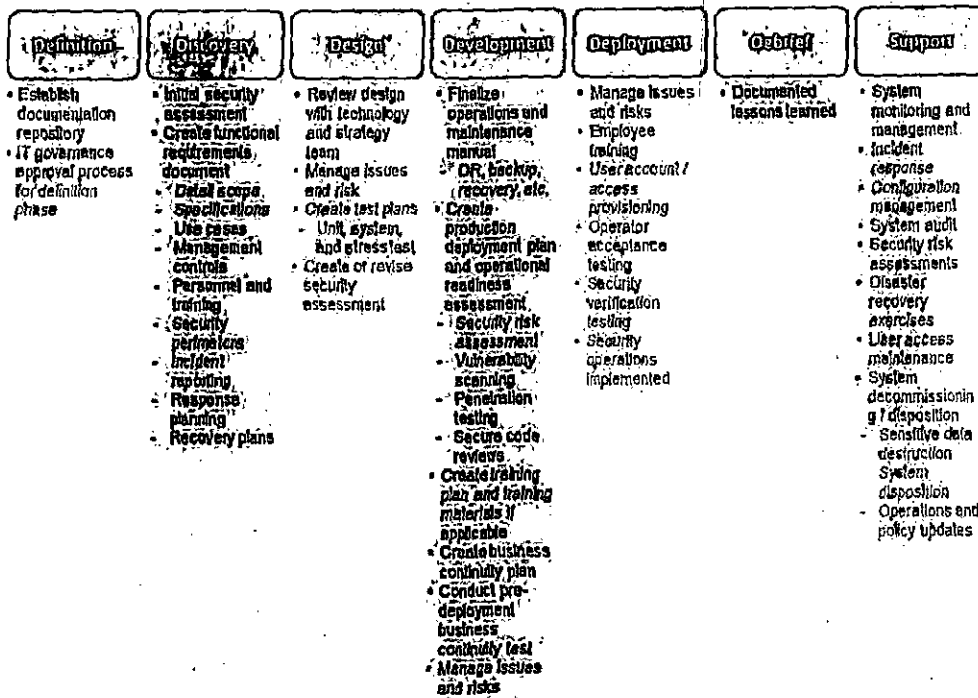 Definition
• Establish
documentation
repository
• IT governance
approval process
for definition
phase
Discovery
• Initial security
assessment
• Create functional
requirements
document
- Detail scope
- Specifications
- Use cases
- Management
controls
- Personnel and
training
- Security
perimeters
- Incident
reporting
- Response
planning
- Recovery plans
Design
• Review design
with technology
and strategy
team
• Manage issues
and risk
• Create test plans
- Unit, system,
and stress test
• Create or revise
security
assessment
Development
• Finalize
operations and
maintenance
manual
- DR, backup,
recovery, etc.
• Create
production
deployment plan
and operational
readiness
assessment
- Security risk
assessment
- Vulnerability
scanning
- Penetration
testing
- Secure code
reviews
• Create training
plan and training
materials if
applicable
• Create business
continuity plan
• Conduct pre-
deployment
business
continuity test
• Manage issues
and risks
Deployment
• Manage issues
and risks
• Employee
training
• User account /
access
provisioning
• Operator
acceptance
testing
• Security
verification
testing
• Security
operations
implemented
Debrief
• Documented
lessons learned
Support
• System
monitoring and
management
• Incident
response
• Configuration
management
• System audit
• Security risk
assessments
• Disaster
recovery
exercises
• User access
maintenance
• System
decommissionin
g / disposition
- Sensitive data
destruction
System
disposition
- Operations and
policy updates